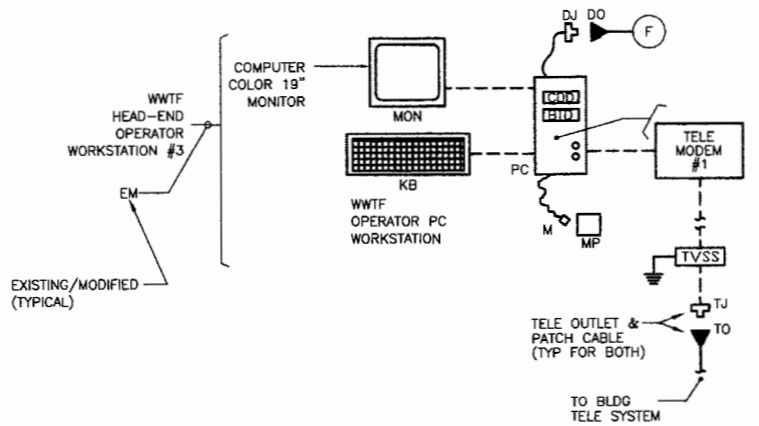 DJ DO
F
COMPUTER
COLOR 19"
MONITOR
WWTF
HEAD-END
OPERATOR
WORKSTATION #3
MON
CDD
BID
TELE
MODEM
#1
EM
KB
PC
WWTF
OPERATOR PC
WORKSTATION
M
MP
TVSS
EXISTING/MODIFIED
(TYPICAL)
TJ
TELE OUTLET &
PATCH CABLE
(TYP FOR BOTH)
TO
TO BLDG
TELE SYSTEM